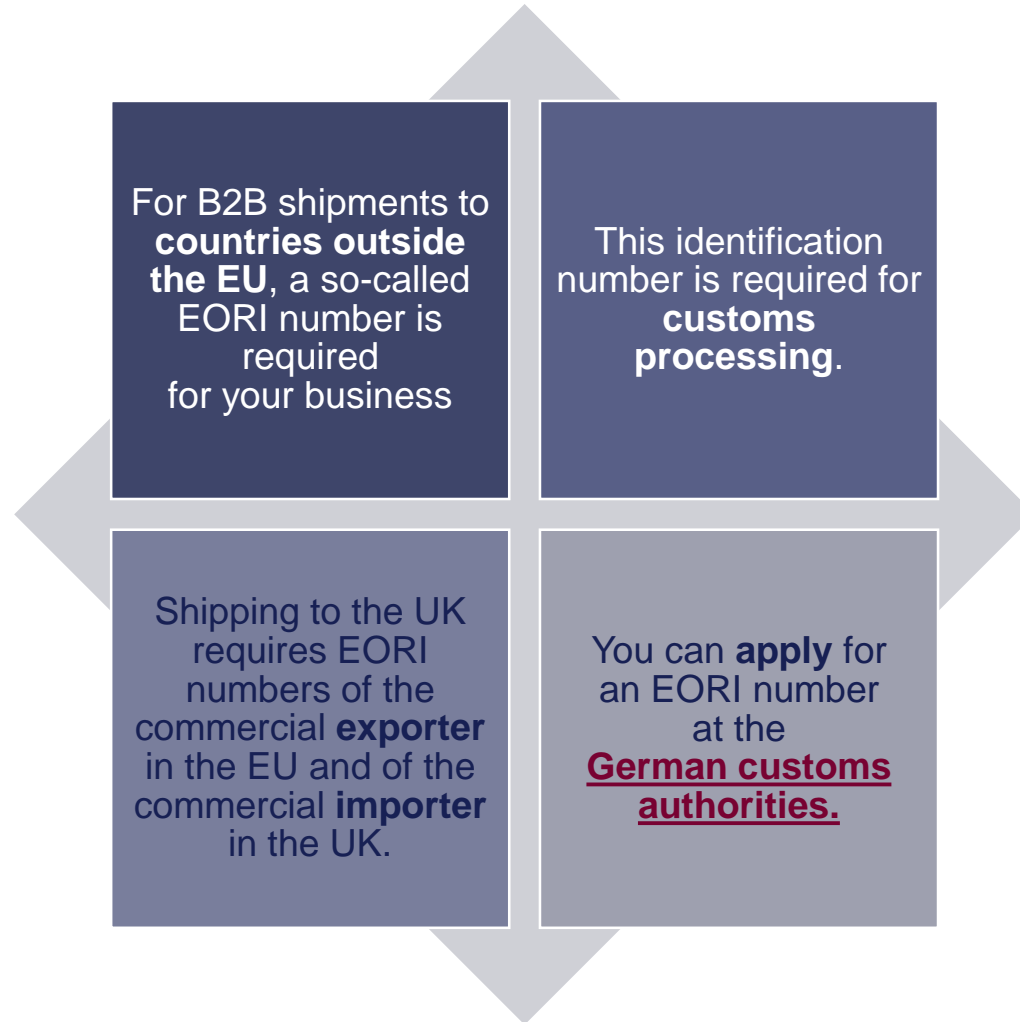 For B2B shipments to
countries outside
the EU, a so-called
EORI number is
required
for your business
This identification
number is required for
customs
processing.
Shipping to the UK
requires EORI
numbers of the
commercial exporter
in the EU and of the
commercial importer
in the UK.
You can apply for
an EORI number
at the
German customs
authorities.